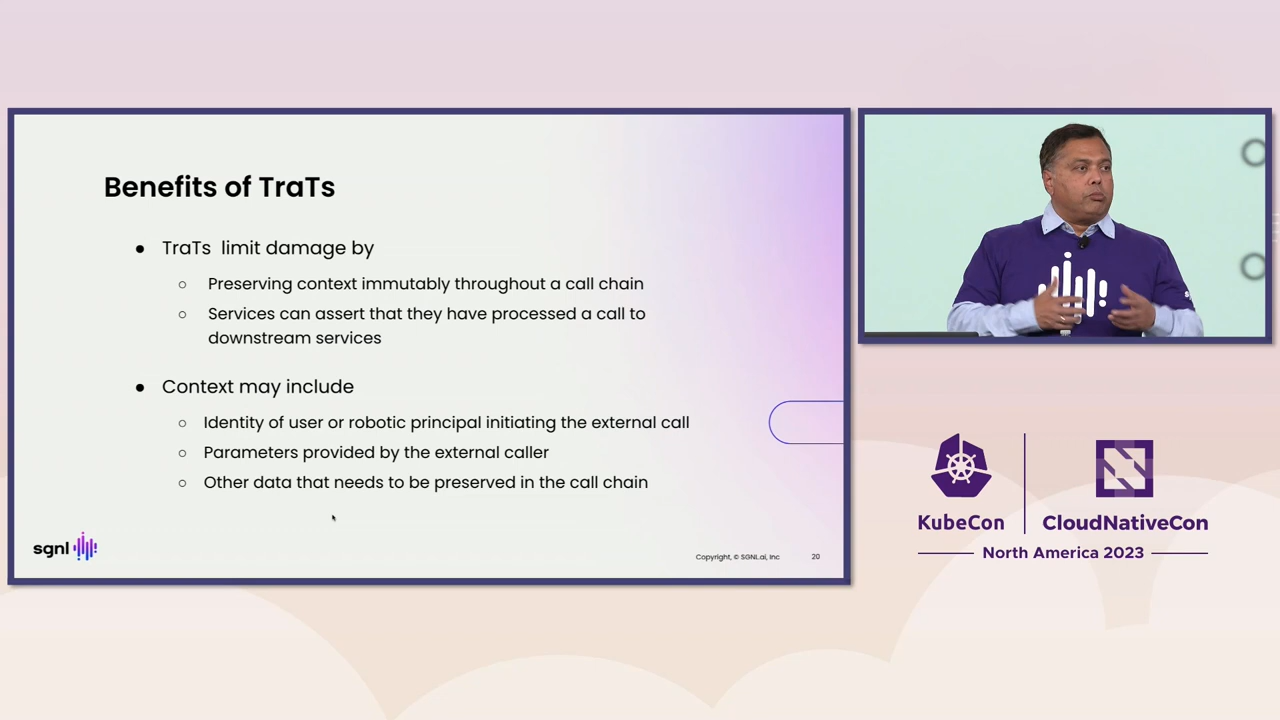 Benefits of TraTs
● TraTs limit damage by
○ Preserving context immutably throughout a call chain
○ Services can assert that they have processed a call to
downstream services
● Context may include
○ Identity of user or robotic principal initiating the external call
○ Parameters provided by the external caller
○ Other data that needs to be preserved in the call chain
sgnl
Copyright, © SGNL.ai, Inc
20
KubeCon
CloudNativeCon
North America 2023